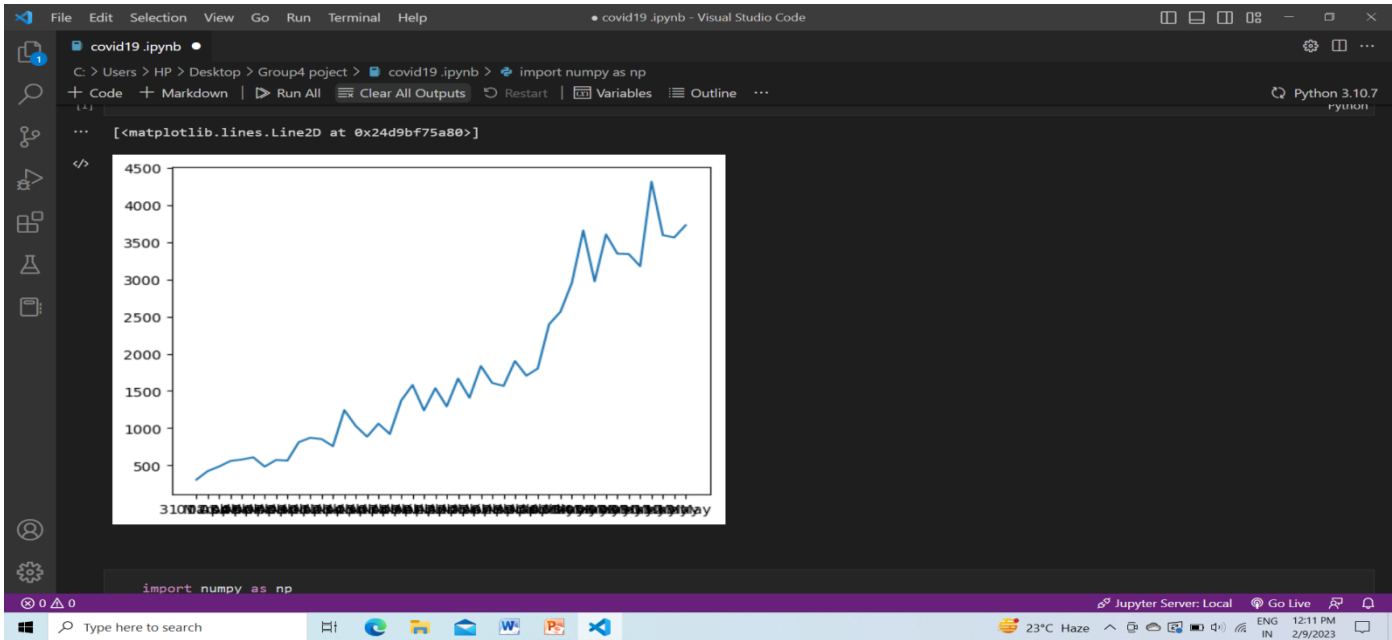 File Edit Selection View Go Run Terminal Help
● covid19 .ipynb - Visual Studio Code
covid19 .ipynb ●
C: > Users > HP > Desktop > Group4 poject > covid19 .ipynb > import numpy as np
+ Code + Markdown | Run All Clear All Outputs Restart | Variables Outline ...
Python 3.10.7
[1]
Python
... [<matplotlib.lines.Line2D at 0x24d9bf75a80>]
</>
4500
4000
3500
3000
2500
2000
1500
1000
500
import numpy as np
0 0
Jupyter Server: Local Go Live
Type here to search
23°C Haze
ENG
IN
12:11 PM
2/9/2023